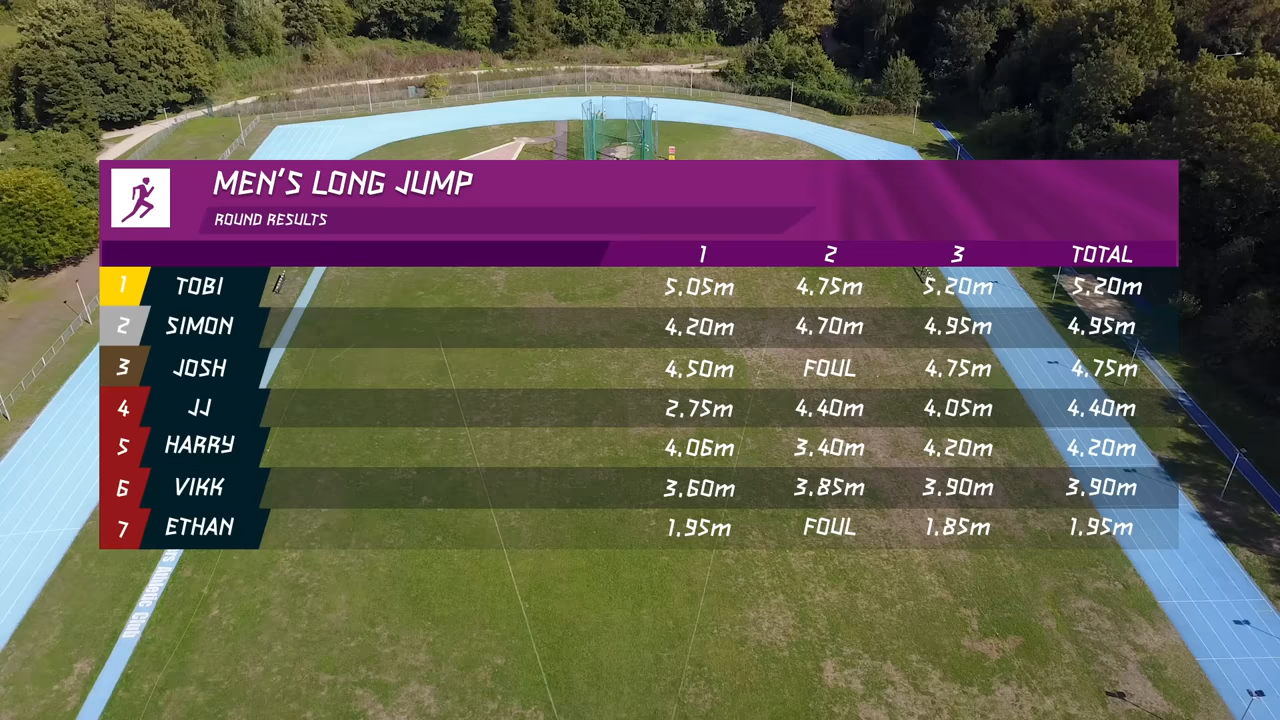 MEN'S LONG JUMP
ROUND RESULTS
1 2 3 TOTAL
1 TOBI 5.05m 4.75m 5.20m 5.20m
2 SIMON 4.20m 4.70m 4.95m 4.95m
3 JOSH 4.50m FOUL 4.75m 4.75m
4 JJ 2.75m 4.40m 4.05m 4.40m
5 HARRY 4.06m 3.40m 4.20m 4.20m
6 VIKK 3.60m 3.85m 3.90m 3.90m
7 ETHAN 1.95m FOUL 1.85m 1.95m
Athletic Club